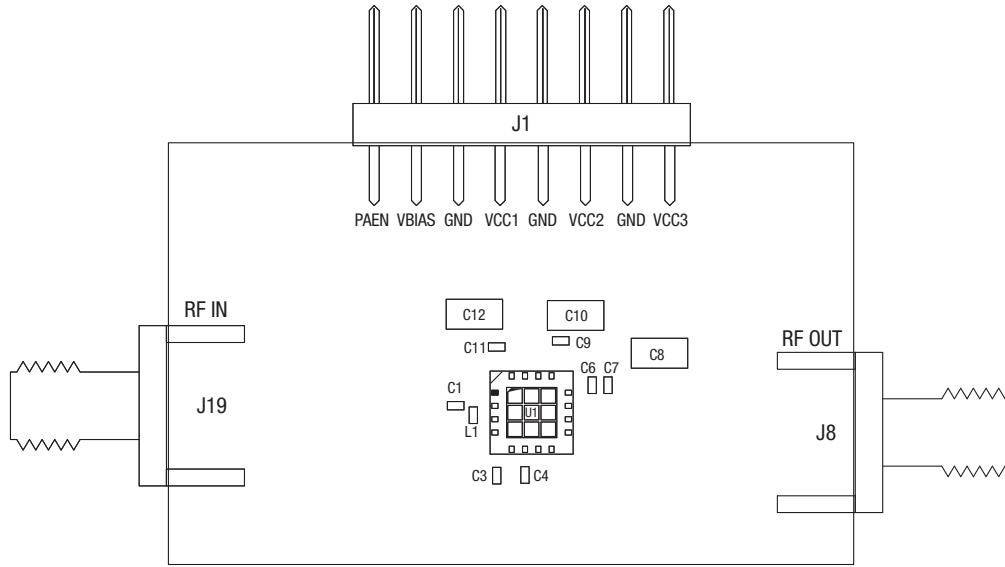 J1
PAEN VBIAS GND VCC1 GND VCC2 GND VCC3
RF IN
J19
C12
C10
C11
C9
C8
C6 C7
C1
L1
U1
C3
C4
RF OUT
J8